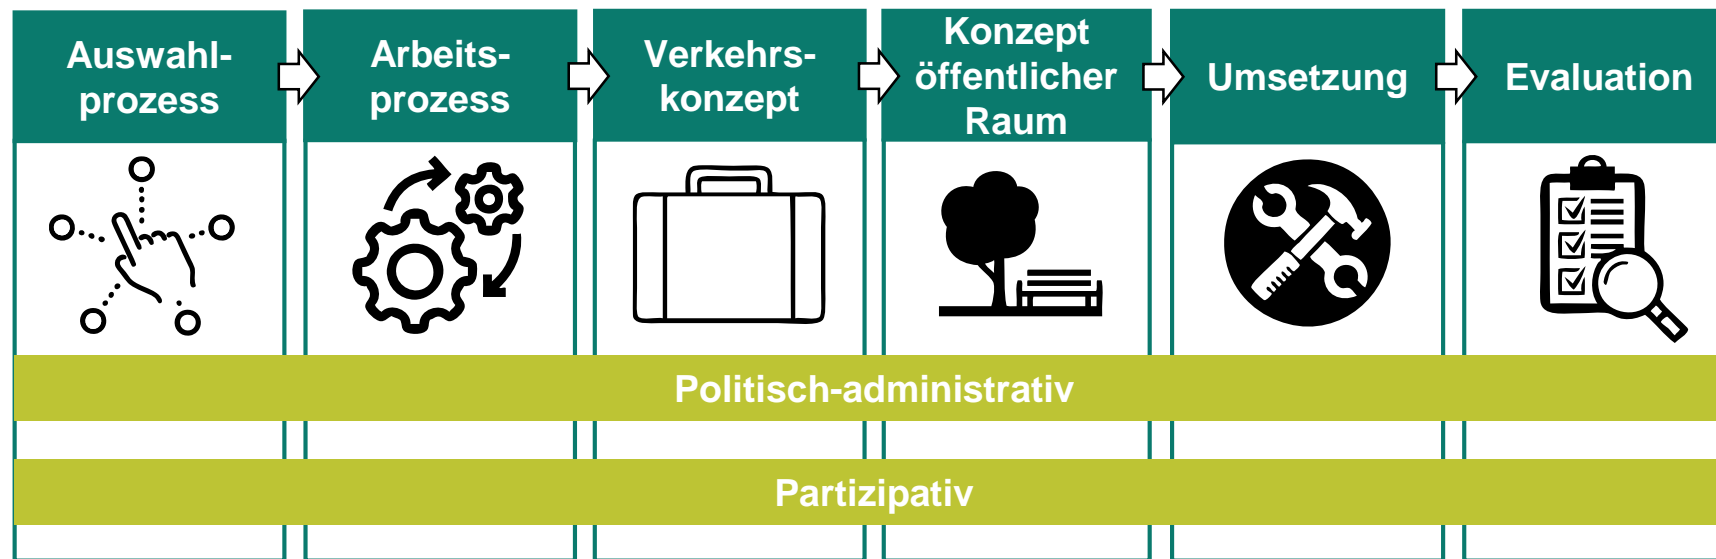 Auswahl-
prozess
Arbeits-
prozess
Verkehrs-
konzept
Konzept
öffentlicher
Raum
Umsetzung
Evaluation
Politisch-administrativ
Partizipativ